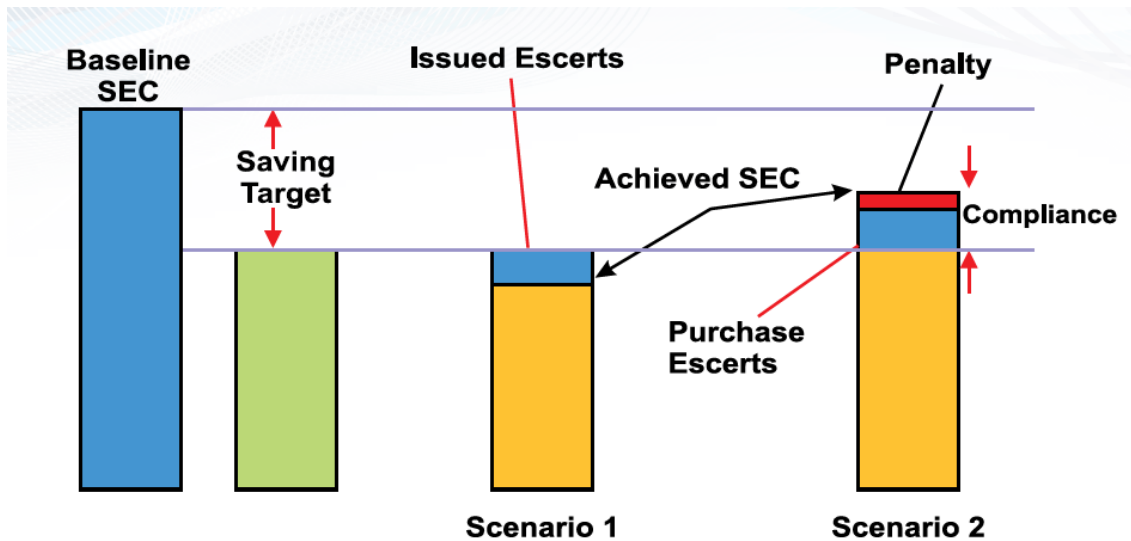 Baseline
SEC
Issued Escerts
Penalty
Saving
Target
Achieved SEC
Compliance
Purchase
Escerts
Scenario 1
Scenario 2